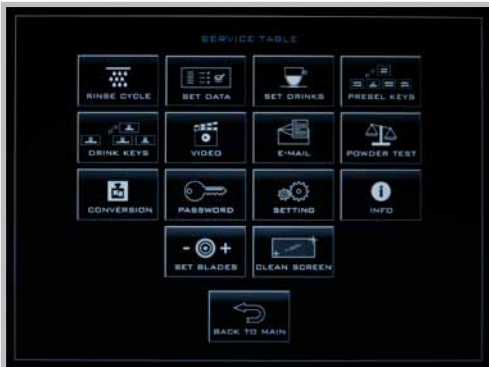 SERVICE TABLE
RINSE CYCLE SET DATA SET DRINKS PRESEL KEYS
DRINK KEYS VIDEO E-MAIL POWDER TEST
CONVERSION PASSWORD SETTING INFO
- +
SET BLADES CLEAN SCREEN
BACK TO MAIN